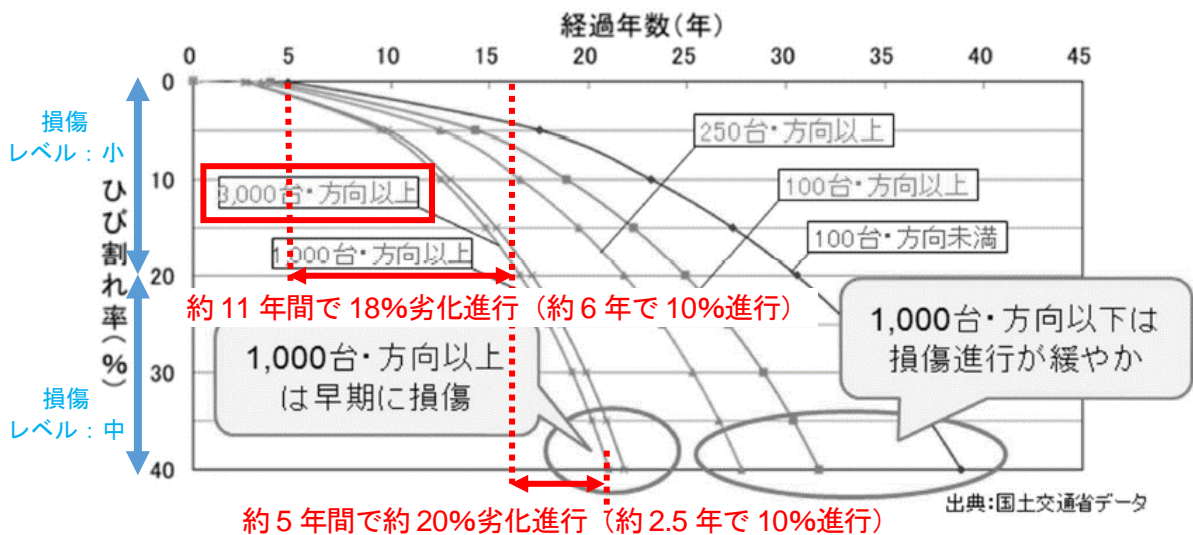 経過年数(年)
0 5 10 15 20 25 30 35 40 45
ひび割れ率(%)
0
10
20
30
40
損傷
レベル：小
損傷
レベル：中
250台・方向以上
100台・方向以上
100台・方向未満
3,000台・方向以上
1,000台・方向以上
約 11 年間で 18%劣化進行（約 6 年で 10%進行）
1,000台・方向以上
は早期に損傷
1,000台・方向以下は
損傷進行が緩やか
出典:国土交通省データ
約 5 年間で約 20%劣化進行（約 2.5 年で 10%進行）